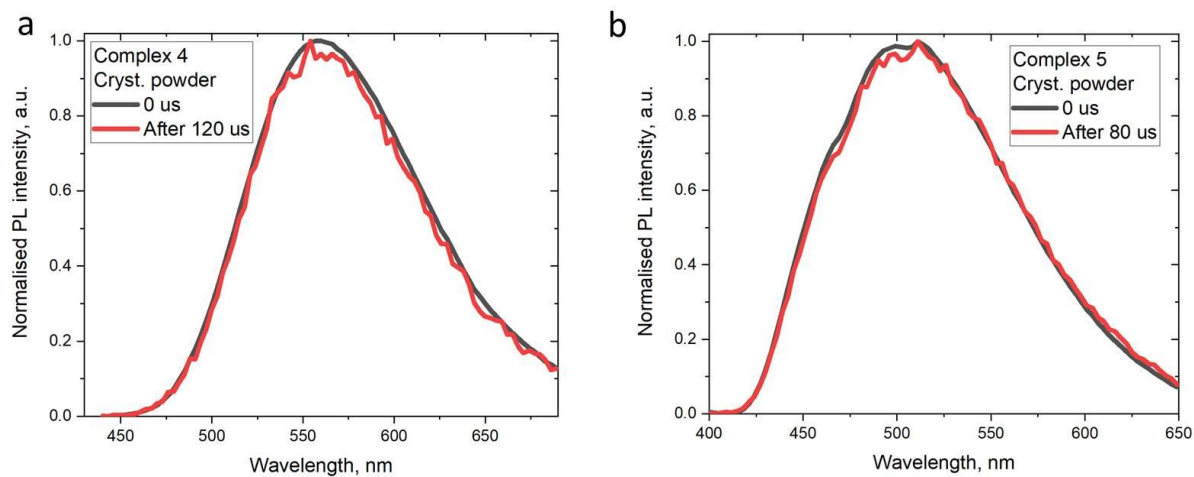 a
Normalised PL intensity, a.u.
1.0
0.8
0.6
0.4
0.2
0.0
Complex 4
Cryst. powder
0 us
After 120 us
450 500 550 600 650
Wavelength, nm
b
Normalised PL intensity, a.u.
1.0
0.8
0.6
0.4
0.2
0.0
Complex 5
Cryst. powder
0 us
After 80 us
400 450 500 550 600 650
Wavelength, nm